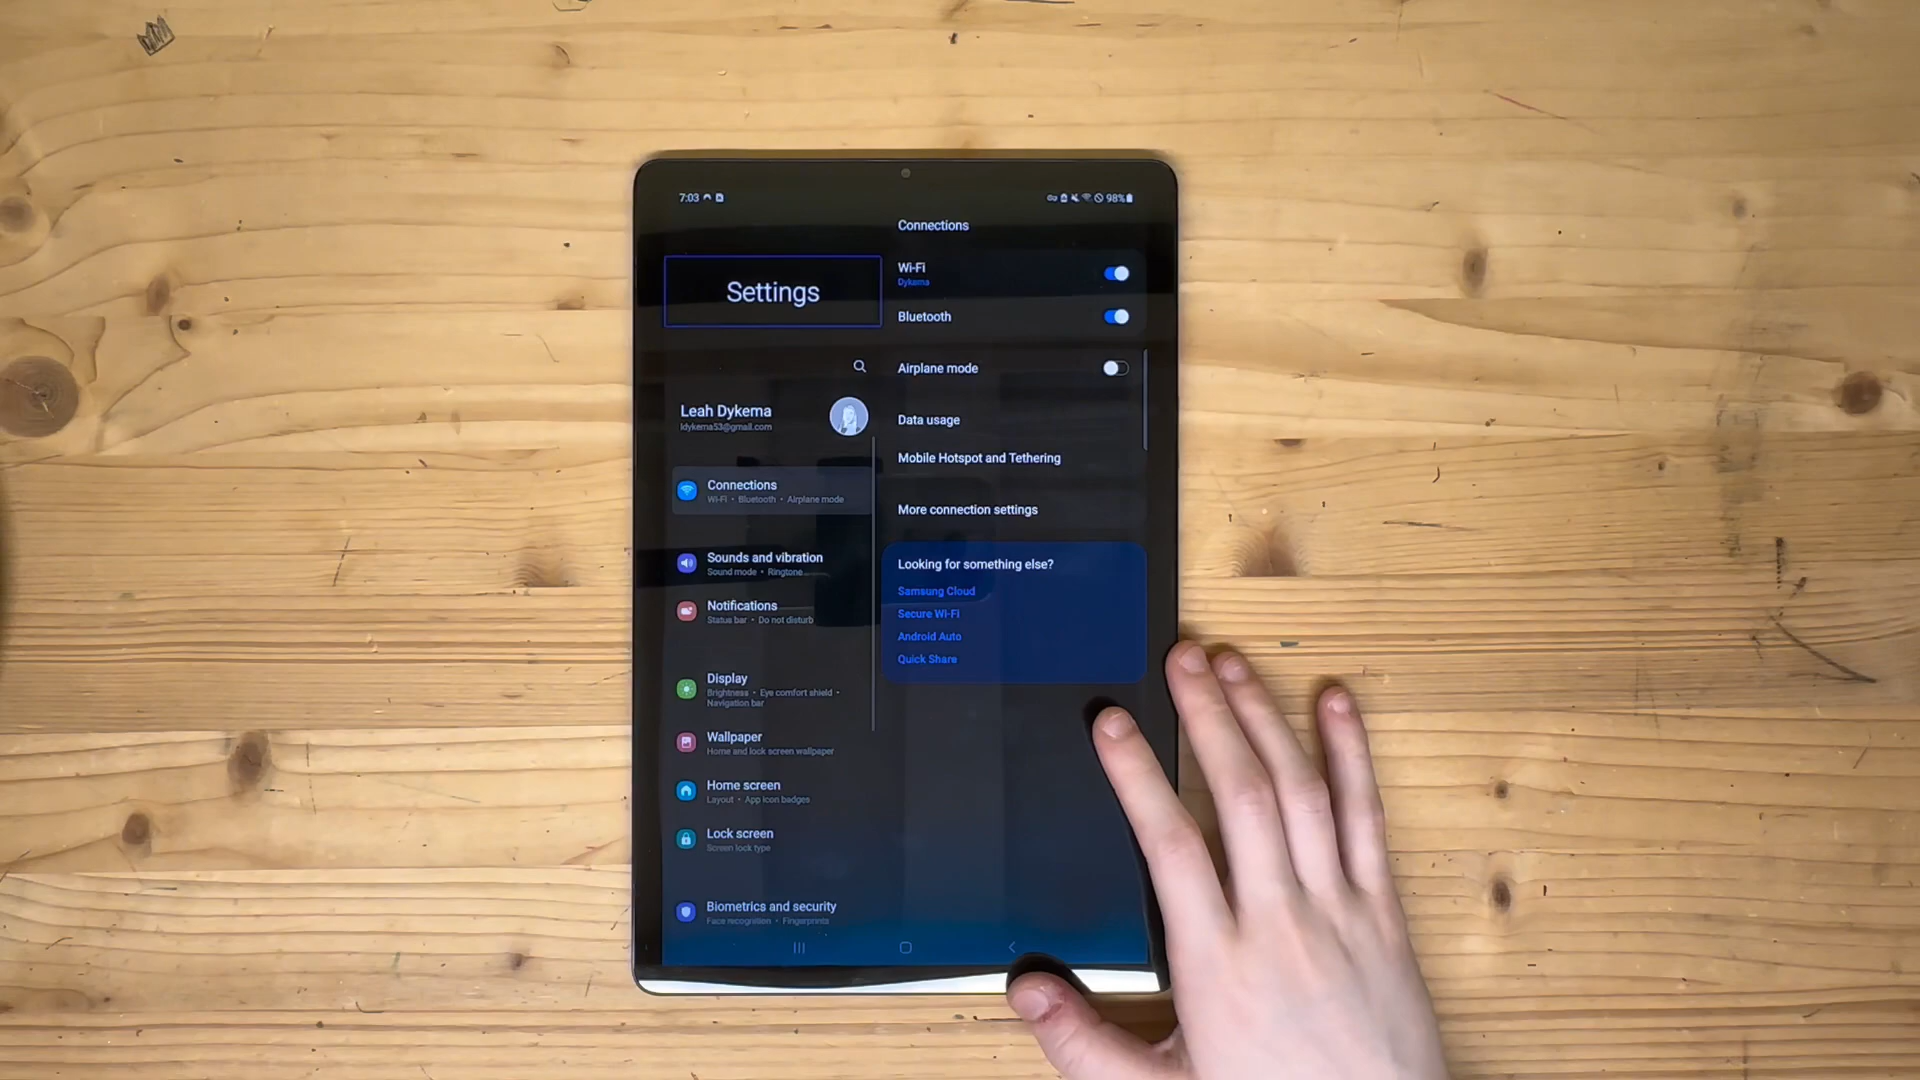 7:03
98%
Settings
Leah Dykema
ldykema53@gmail.com
Connections
Wi-Fi • Bluetooth • Airplane mode
Sounds and vibration
Sound mode • Ringtone...
Notifications
Status bar • Do not disturb
Display
Brightness • Eye comfort shield •
Navigation bar
Wallpaper
Home and lock screen wallpaper
Home screen
Layout • App icon badges
Lock screen
Screen lock type
Biometrics and security
Face recognition • Fingerprints
Connections
Wi-Fi
Dykema
Bluetooth
Airplane mode
Data usage
Mobile Hotspot and Tethering
More connection settings
Looking for something else?
Samsung Cloud
Secure Wi-Fi
Android Auto
Quick Share